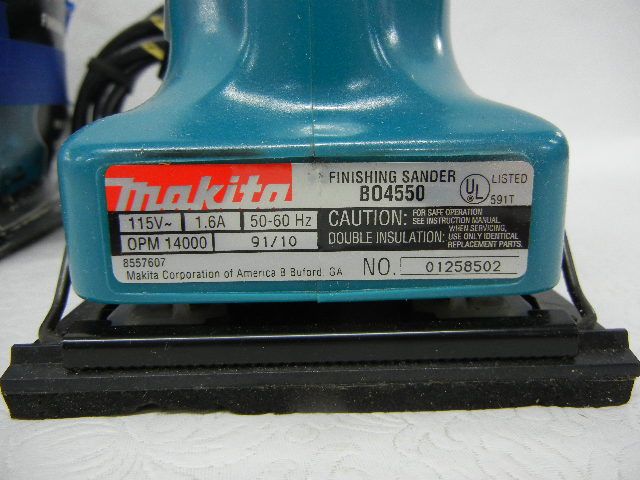 makita
FINISHING SANDER
BO4550
UL
LISTED
591T
115V~ 1.6A 50-60 Hz
OPM 14000 91/10
CAUTION: FOR SAFE OPERATION
SEE INSTRUCTION MANUAL.
WHEN SERVICING,
DOUBLE INSULATION: USE ONLY IDENTICAL
REPLACEMENT PARTS.
8557607
Makita Corporation of America B Buford. GA
NO. 01258502